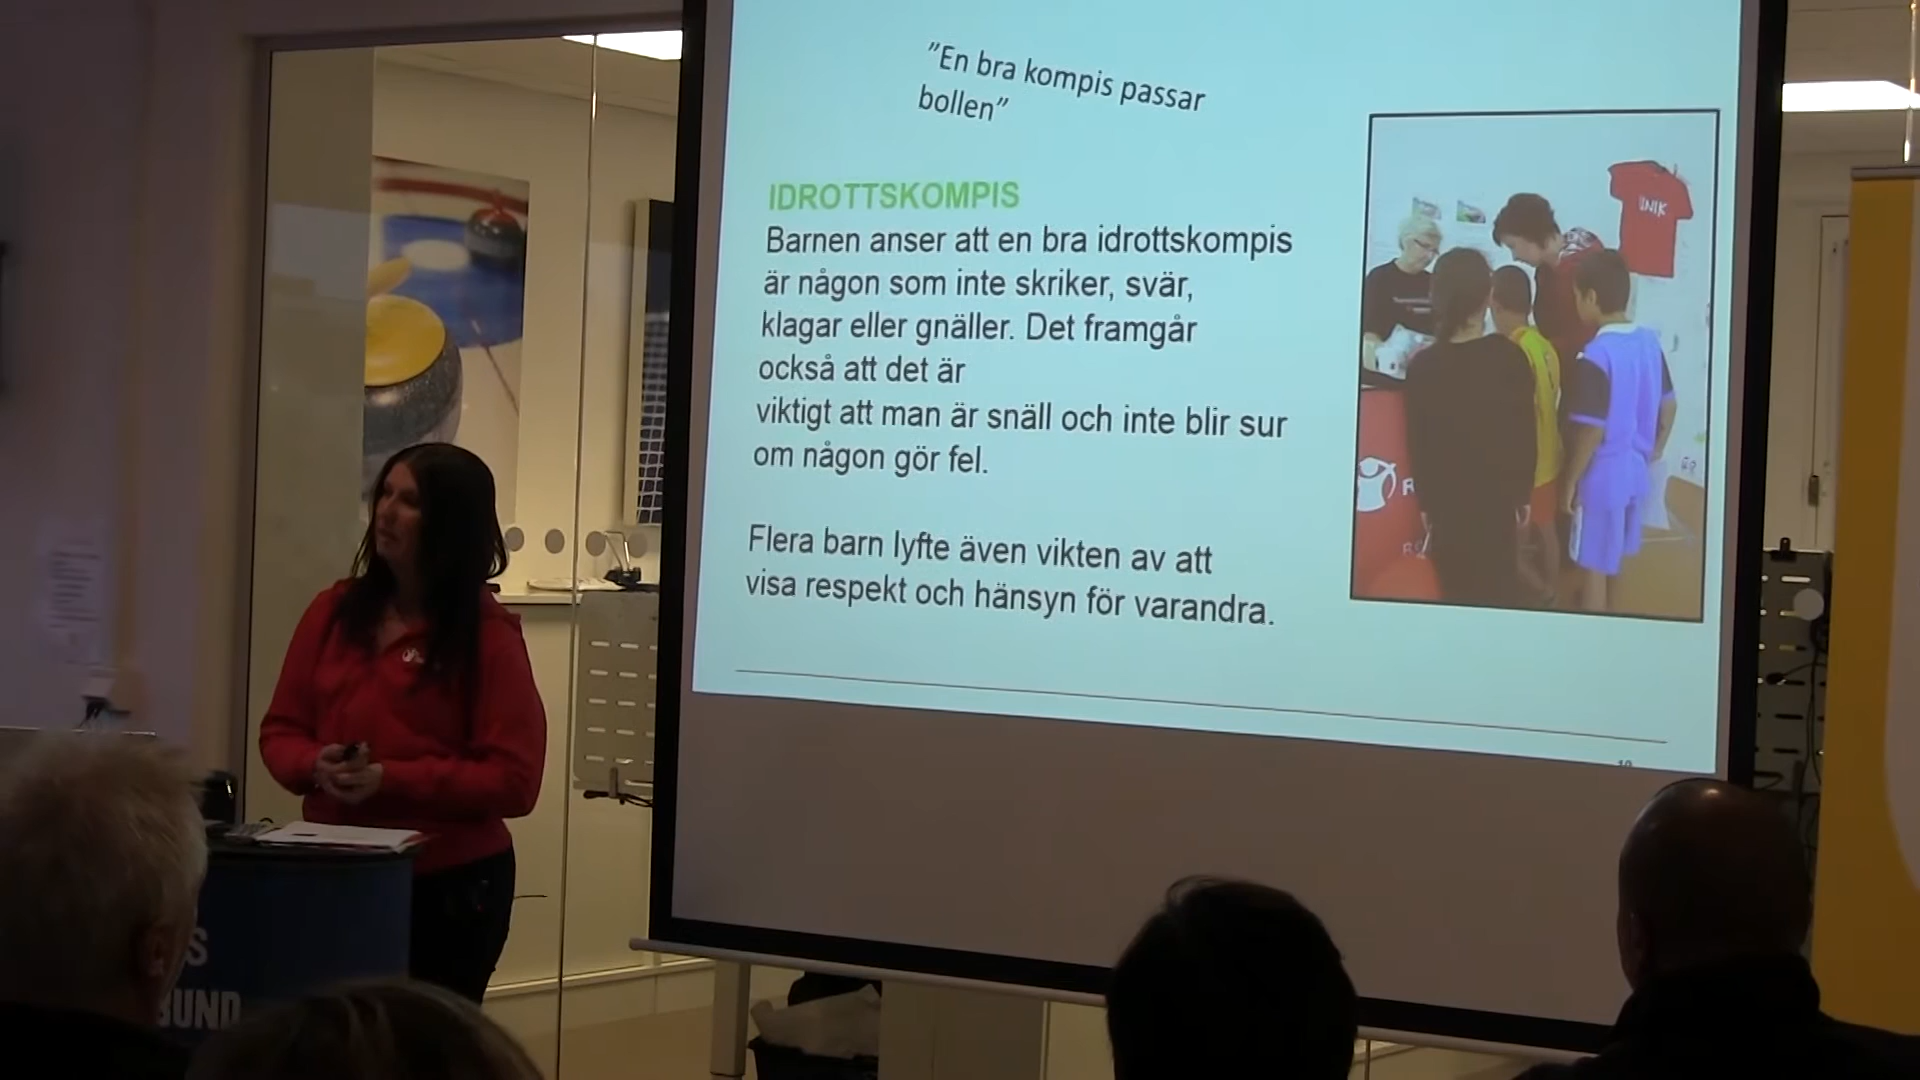 ”En bra kompis passar
bollen”
IDROTTSKOMPIS
Barnen anser att en bra idrottskompis
är någon som inte skriker, svär,
klagar eller gnäller. Det framgår
också att det är
viktigt att man är snäll och inte blir sur
om någon gör fel.
Flera barn lyfte även vikten av att
visa respekt och hänsyn för varandra.
UNIK